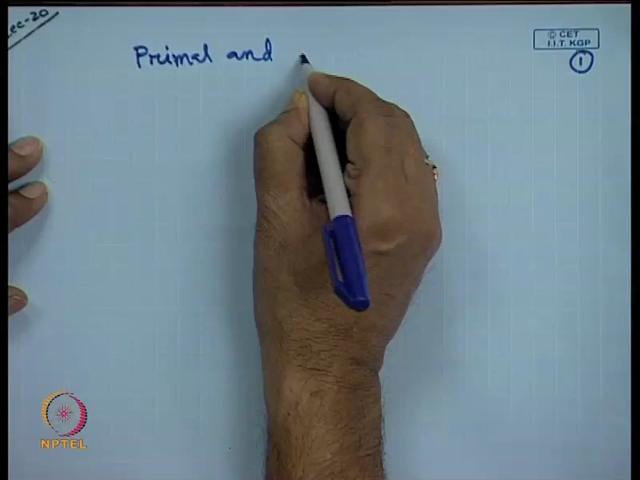 Lec-20
Primal and
© CET
I.I.T. KGP
1
NPTEL